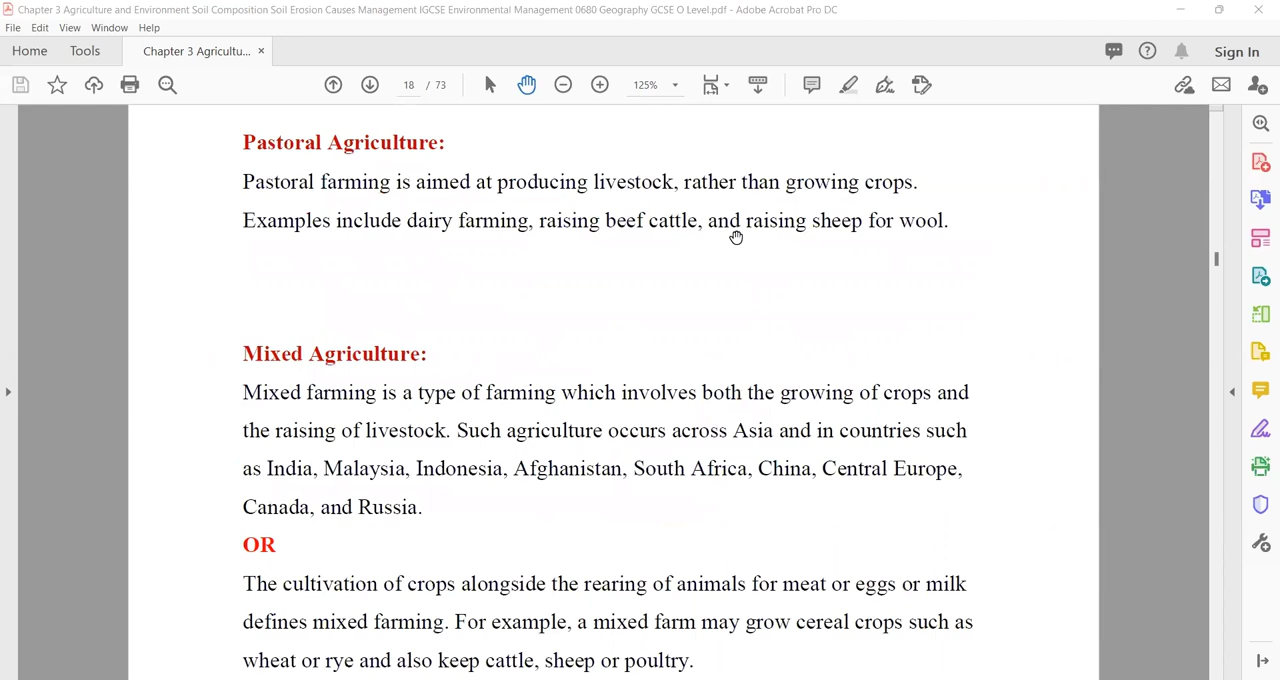 Chapter 3 Agriculture and Environment Soil Composition Soil Erosion Causes Management IGCSE Environmental Management 0680 Geography GCSE O Level.pdf - Adobe Acrobat Pro DC
File Edit View Window Help
Home Tools Chapter 3 Agricultu... × Sign In
18 / 73 125%
Pastoral Agriculture:
Pastoral farming is aimed at producing livestock, rather than growing crops.
Examples include dairy farming, raising beef cattle, and raising sheep for wool.
Mixed Agriculture:
Mixed farming is a type of farming which involves both the growing of crops and
the raising of livestock. Such agriculture occurs across Asia and in countries such
as India, Malaysia, Indonesia, Afghanistan, South Africa, China, Central Europe,
Canada, and Russia.
OR
The cultivation of crops alongside the rearing of animals for meat or eggs or milk
defines mixed farming. For example, a mixed farm may grow cereal crops such as
wheat or rye and also keep cattle, sheep or poultry.